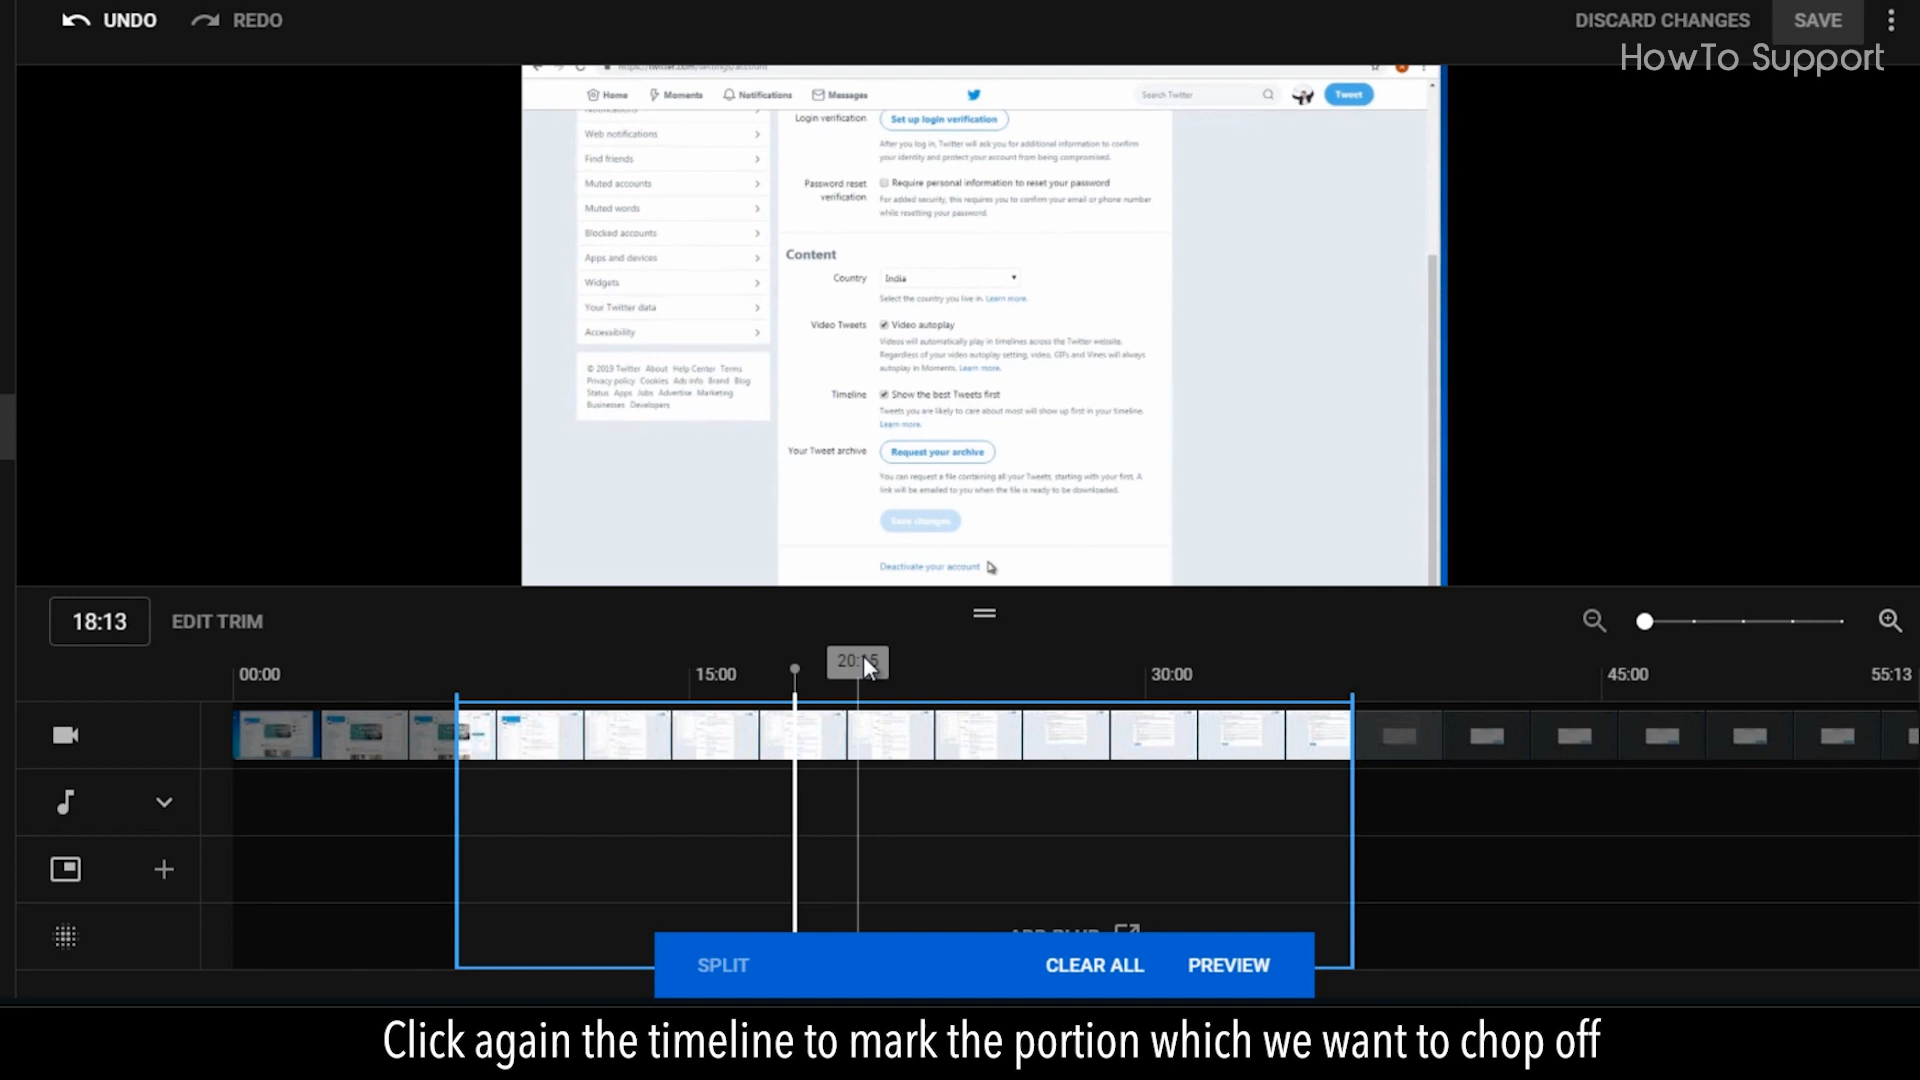 UNDO REDO DISCARD CHANGES SAVE
HowTo Support
Home Moments Notifications Messages Search Twitter Tweet
Notifications
Web notifications
Find friends
Muted accounts
Muted words
Blocked accounts
Apps and devices
Widgets
Your Twitter data
Accessibility
© 2019 Twitter About Help Center Terms
Privacy policy Cookies Ads info Brand Blog
Status Apps Jobs Advertise Marketing
Businesses Developers
Login verification Set up login verification
After you log in, Twitter will ask you for additional information to confirm
your identity and protect your account from being compromised.
Password reset verification Require personal information to reset your password
For added security, this requires you to confirm your email or phone number
while resetting your password.
Content
Country India
Select the country you live in. Learn more.
Video Tweets Video autoplay
Videos will automatically play in timelines across the Twitter website.
Regardless of your video autoplay setting, video, GIFs and Vines will always
autoplay in Moments. Learn more.
Timeline Show the best Tweets first
Tweets you are likely to care about most will show up first in your timeline.
Learn more.
Your Tweet archive Request your archive
You can request a file containing all your Tweets, starting with your first. A
link will be emailed to you when the file is ready to be downloaded.
Save changes
Deactivate your account
18:13 EDIT TRIM
20:15
00:00 15:00 30:00 45:00 55:13
SPLIT CLEAR ALL PREVIEW
Click again the timeline to mark the portion which we want to chop off